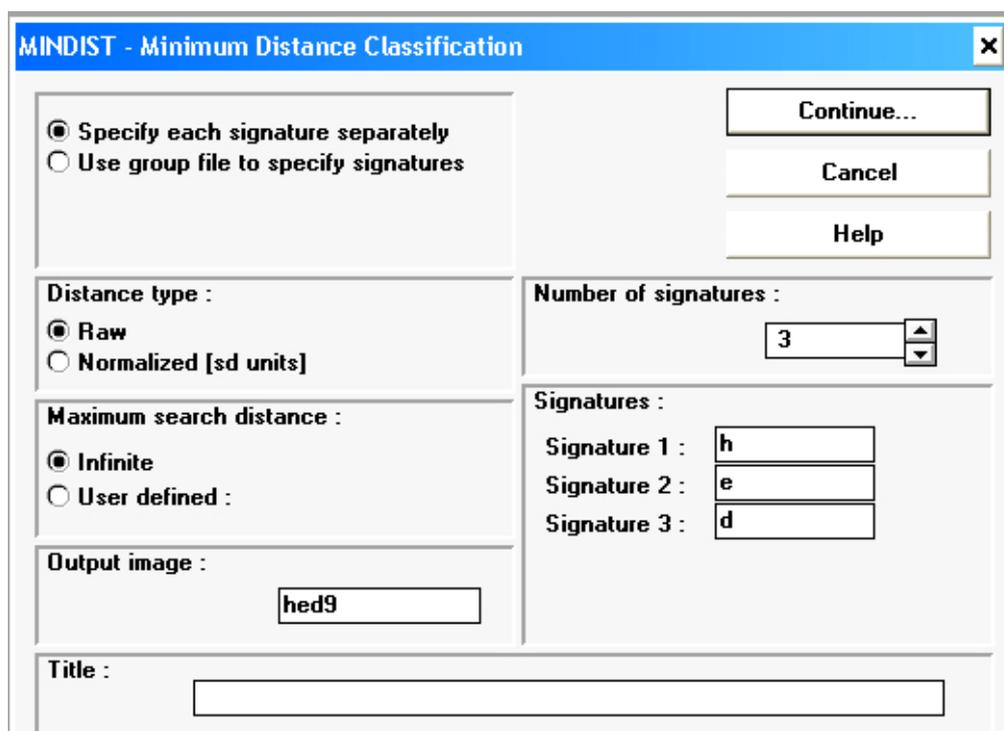 MINDIST - Minimum Distance Classification
Specify each signature separately
Use group file to specify signatures
Continue...
Cancel
Help
Distance type :
Raw
Normalized [sd units]
Number of signatures :
3
Maximum search distance :
Infinite
User defined :
Signatures :
Signature 1 : h
Signature 2 : e
Signature 3 : d
Output image :
hed9
Title :